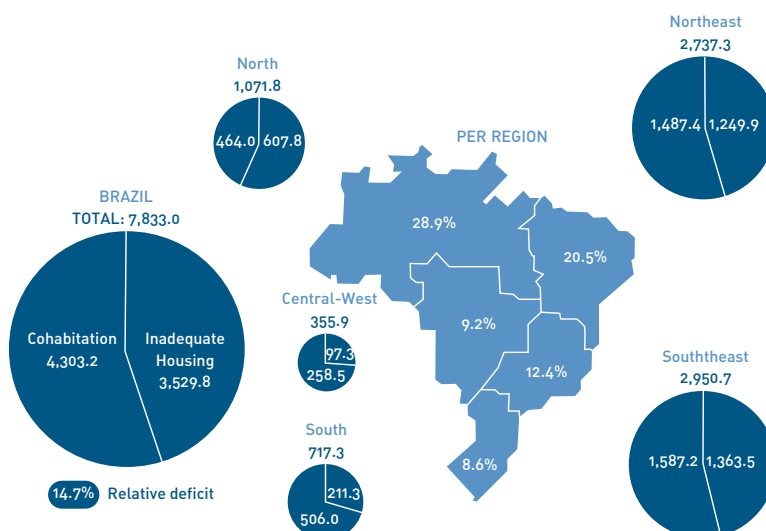 Northeast
2,737.3
1,487.4
1,249.9
North
1,071.8
464.0
607.8
PER REGION
28.9%
20.5%
9.2%
12.4%
8.6%
BRAZIL
TOTAL: 7,833.0
Cohabitation
4,303.2
Inadequate
Housing
3,529.8
Central-West
355.9
97.3
258.5
Souththeast
2,950.7
1,587.2
1,363.5
South
717.3
211.3
506.0
14.7% Relative deficit